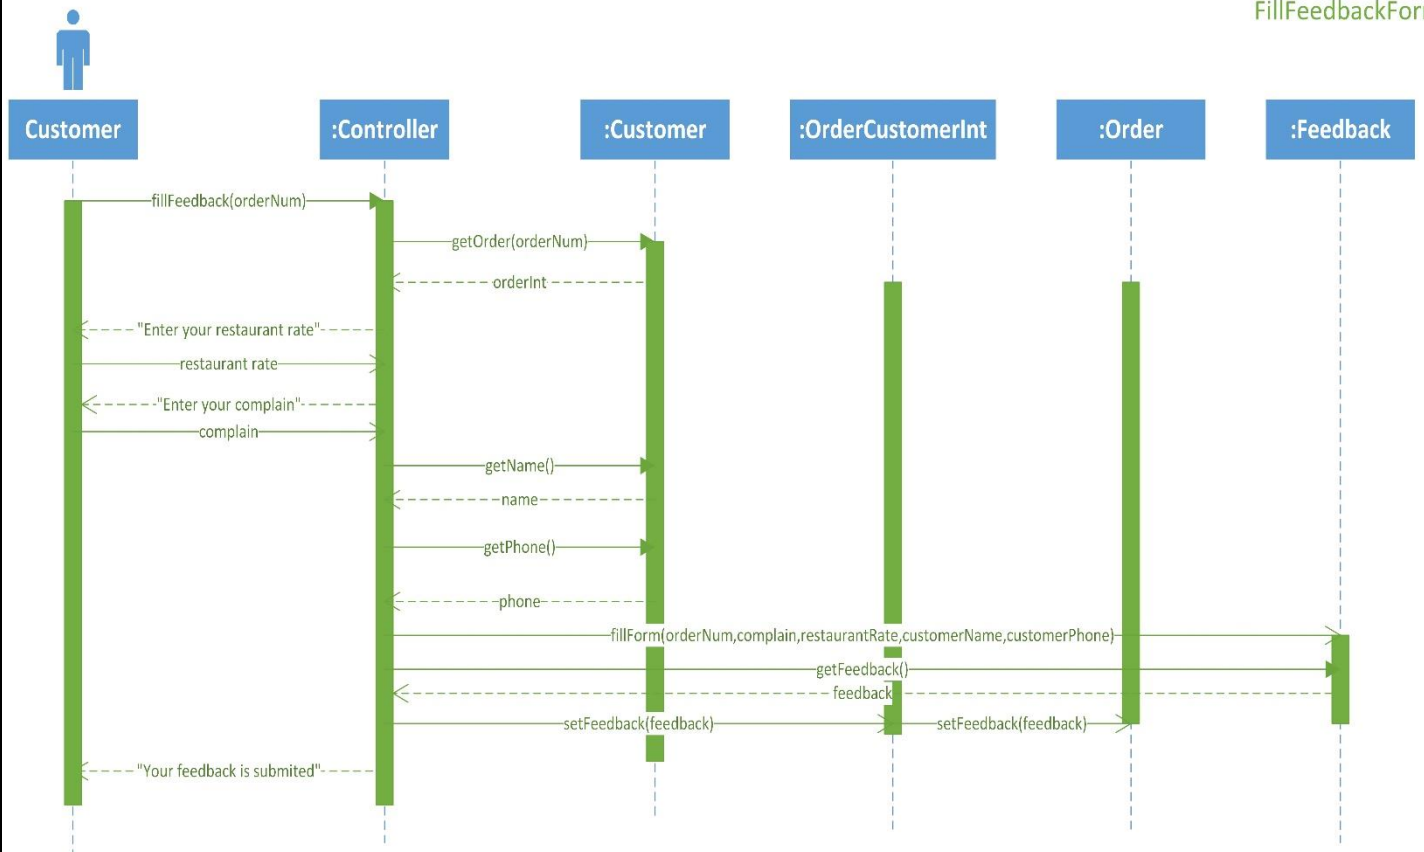 FillFeedbackFor
Customer
:Controller
:Customer
:OrderCustomerInt
:Order
:Feedback
fillFeedback(orderNum)
getOrder(orderNum)
orderInt
"Enter your restaurant rate"
restaurant rate
"Enter your complain"
complain
getName()
name
getPhone()
phone
fillForm(orderNum,complain,restaurantRate,customerName,customerPhone)
getFeedback()
feedback
setFeedback(feedback)
setFeedback(feedback)
"Your feedback is submited"